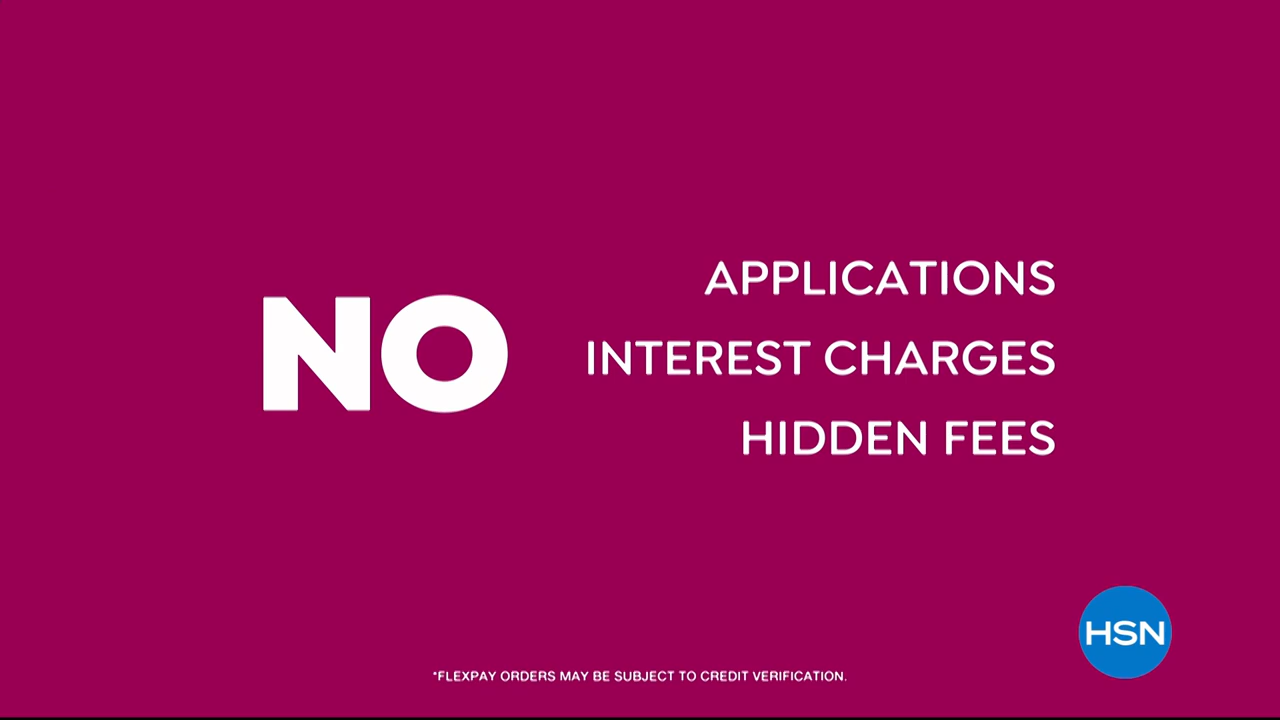 NO
APPLICATIONS
INTEREST CHARGES
HIDDEN FEES
HSN
*FLEXPAY ORDERS MAY BE SUBJECT TO CREDIT VERIFICATION.